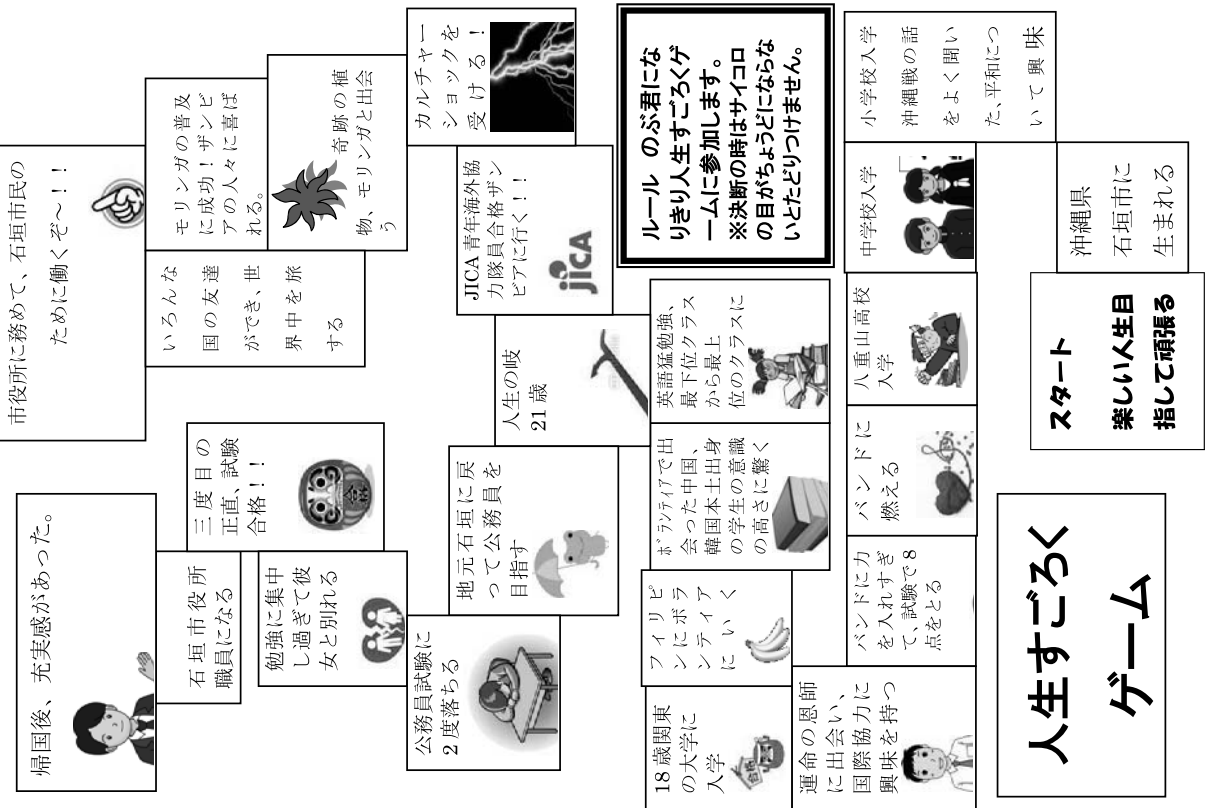 人生すごろく
ゲーム
スタート
楽しい人生目
指して頑張る
沖縄県
石垣市に
生まれる
小学校入学
沖縄戦の話
をよく聞い
た、平和につ
いて興味
中学校入学
八重山高校
入学
バンドに
燃える
バンドに力
を入れすぎ
て、試験で8
点をとる
運命の恩師
に出会い、
国際協力に
興味を持つ
18歳関東
の大学に
入学
合格
フィリピ
ンにボラ
ンティア
にいく
ボランティアで出
会った中国、
韓国本土出身
の学生の意識
の高さに驚く
英語猛勉強、
最下位クラス
から最上
位のクラスに
人生の岐
21歳
JICA青年海外協
力隊員合格ザン
ビアに行く!!
jICA
カルチャー
ショックを
受ける!
奇跡の値
物、モリンガと出会
う
モリンガの普及
に成功!ザンビ
アの人々に喜ば
れる。
いろんな
国の友達
ができ、世
界中を旅
する
市役所に務めて、石垣市民の
ために働くぞ~!!
地元石垣に戻
って公務員を
目指す
公務員試験に
2度落ちる
勉強に集中
し過ぎて彼
女と別れる
三度目の
正直、試験
合格!!
合格
石垣市役所
職員になる
帰国後、充実感があった。
ルール のぶ君にな
りきり人生すごろくゲ
ームに参加します。
※決断の時はサイコロ
の目がちょうどにならな
いとたどりつけません。